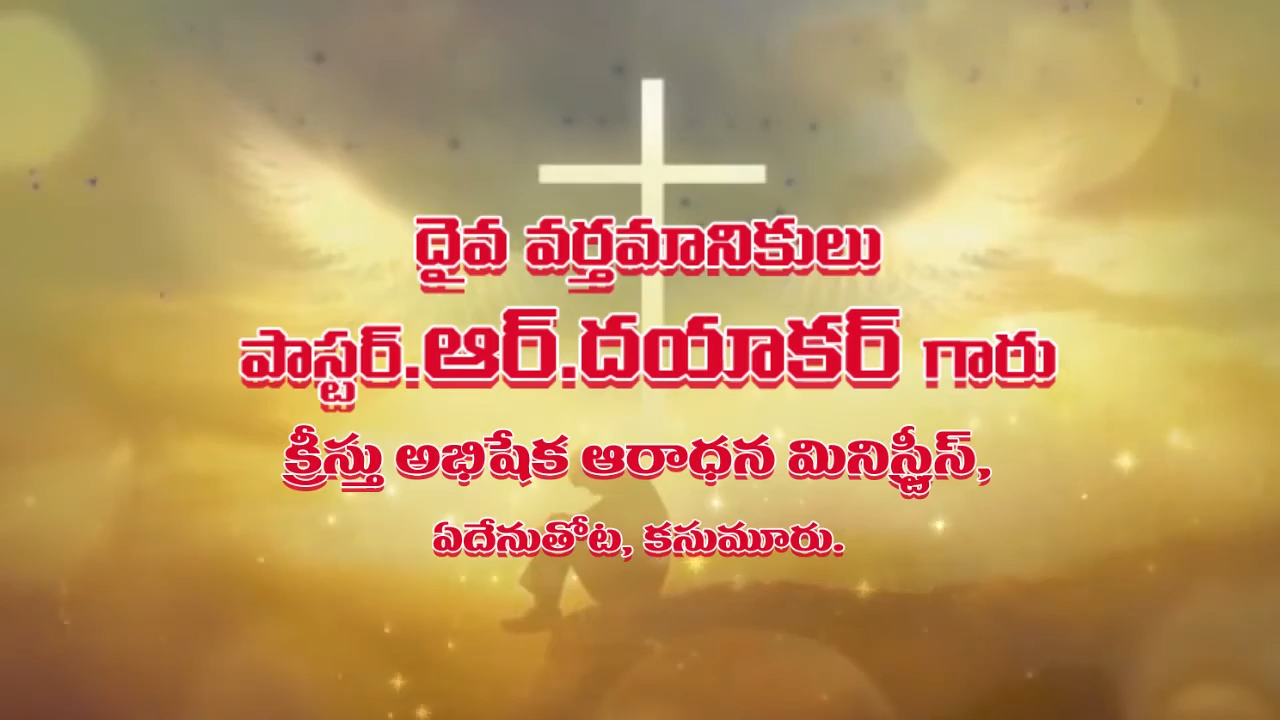 దైవ వర్తమానికులు
పాస్టర్.ఆర్.దయాకర్ గారు
క్రీస్తు అభిషేక ఆరాధన మినిస్ట్రీస్,
ఏదేనుతోట, కసుమూరు.